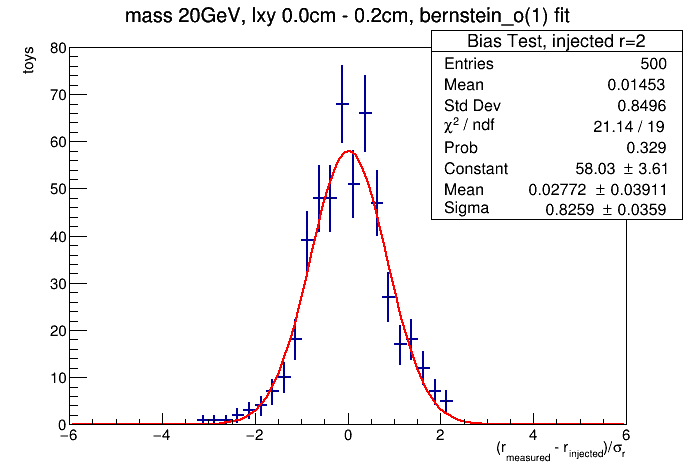 mass 20GeV, lxy 0.0cm - 0.2cm, bernstein_o(1) fit
toys
Bias Test, injected r=2
Entries 500
Mean 0.01453
Std Dev 0.8496
χ² / ndf 21.14 / 19
Prob 0.329
Constant 58.03 ± 3.61
Mean 0.02772 ± 0.03911
Sigma 0.8259 ± 0.0359
80
70
60
50
40
30
20
10
0
−6 −4 −2 0 2 4 6
(r_measured - r_injected)/σ_r